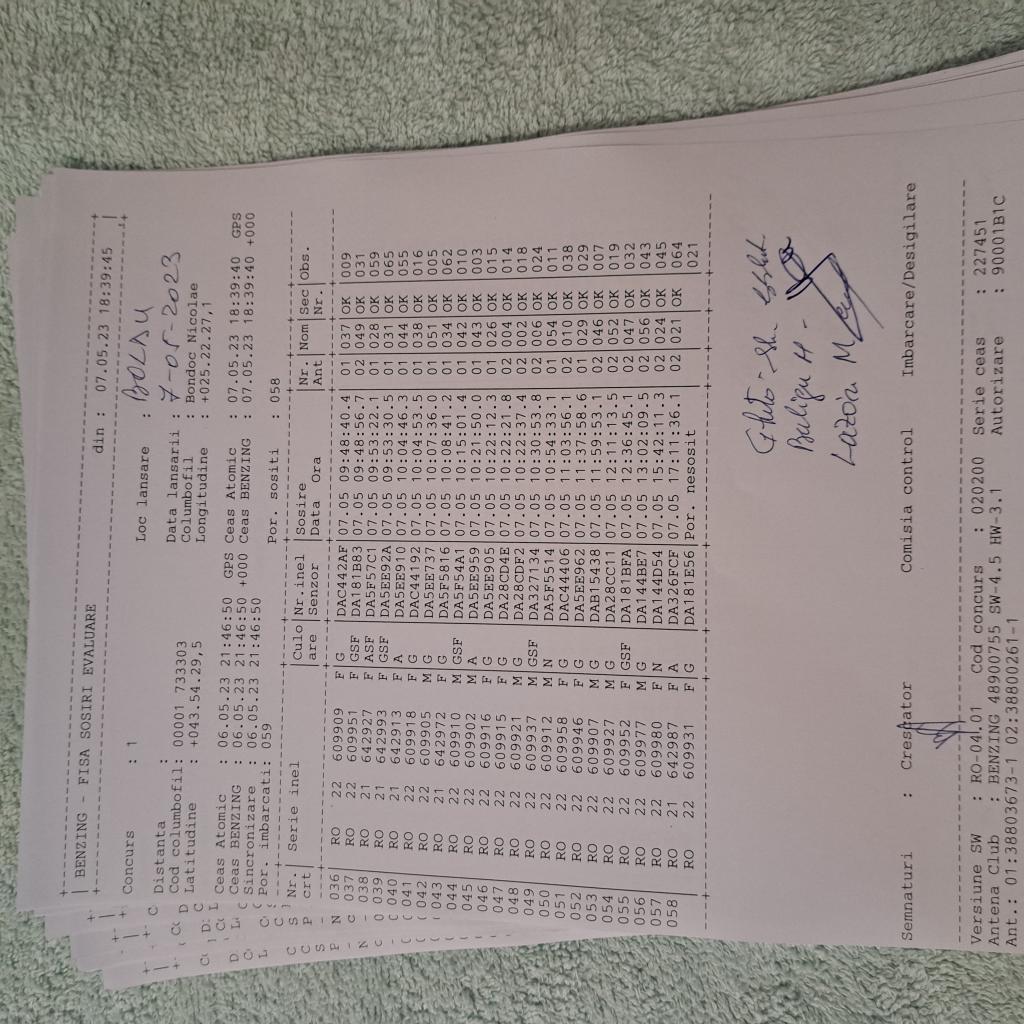 BENZING - FISA SOSIRI EVALUARE din : 07.05.23 18:39:45
Concurs : 1 Loc lansare : BOLDU
Distanta : Data lansarii : 7-05-2023
Cod columbofil: 00001 733303 Columbofil : Bondoc Nicolae
Latitudine : +043.54.29,5 Longitudine : +025.22.27,1
Ceas Atomic : 06.05.23 21:46:50 GPS Ceas Atomic : 07.05.23 18:39:40 GPS
Ceas BENZING : 06.05.23 21:46:50 +000 Ceas BENZING : 07.05.23 18:39:40 +000
Sincronizare : 06.05.23 21:46:50
Por. imbarcati: 059 Por. sositi : 058
Nr. | Serie inel |Culo|Nr.inel |Sosire |Nr |Nom|Sec|Obs.
crt| |are |Senzor |Data Ora |Ant| |Nr.|
036 RO 22 609909 F G DAC442AF 07.05 09:48:40.4 01 037 OK 009
037 RO 22 609951 F GSF DA181B83 07.05 09:48:56.7 02 049 OK 031
038 RO 21 642927 F ASF DA5F57C1 07.05 09:53:22.1 01 028 OK 059
039 RO 21 642993 F GSF DA5EE92A 07.05 09:53:30.5 01 031 OK 065
040 RO 21 642913 F A DA5EE910 07.05 10:04:46.3 01 044 OK 055
041 RO 22 609918 F G DAC44192 07.05 10:04:53.5 01 038 OK 016
042 RO 22 609905 M G DA5EE737 07.05 10:07:36.0 01 051 OK 005
043 RO 21 642972 F G DA5F5816 07.05 10:08:41.2 01 034 OK 062
044 RO 22 609910 M GSF DA5F54A1 07.05 10:15:01.4 01 042 OK 010
045 RO 22 609902 M A DA5EE959 07.05 10:21:50.0 01 043 OK 003
046 RO 22 609916 F G DA5EE905 07.05 10:22:12.3 01 026 OK 015
047 RO 22 609915 F G DA28CD4E 07.05 10:22:21.8 02 004 OK 014
048 RO 22 609921 M G DA28CDF2 07.05 10:22:37.4 02 002 OK 018
049 RO 22 609937 M GSF DA327134 07.05 10:30:53.8 02 006 OK 024
050 RO 22 609912 M N DA5F5514 07.05 10:54:33.1 01 054 OK 011
051 RO 22 609958 F G DAC44406 07.05 11:03:56.1 02 010 OK 038
052 RO 22 609946 F G DA5EE962 07.05 11:37:58.6 01 029 OK 029
053 RO 22 609907 M G DAB15438 07.05 11:59:53.1 02 046 OK 007
054 RO 22 609927 M G DA28CC11 07.05 12:11:13.5 02 052 OK 019
055 RO 22 609952 F GSF DA181BFA 07.05 12:36:45.1 02 047 OK 032
056 RO 22 609977 M G DA144BE7 07.05 13:02:09.5 02 056 OK 043
057 RO 22 609980 F N DA144D54 07.05 15:42:11.3 02 024 OK 045
058 RO 21 642987 F A DA326FCF 07.05 17:11:36.1 02 021 OK 064
RO 22 609931 F G DA181E56 Por. nesosit 021
Lazăr M
Semnaturi : Crescator Comisia control Imbarcare/Desigilare
Versiune SW : RO-04.01 Cod concurs : 020200 Serie ceas : 227451
Antena Club : BENZING 48900755 SW-4.5 HW-3.1 Autorizare : 90001B1C
Ant.: 01:38803673-1 02:38800261-1